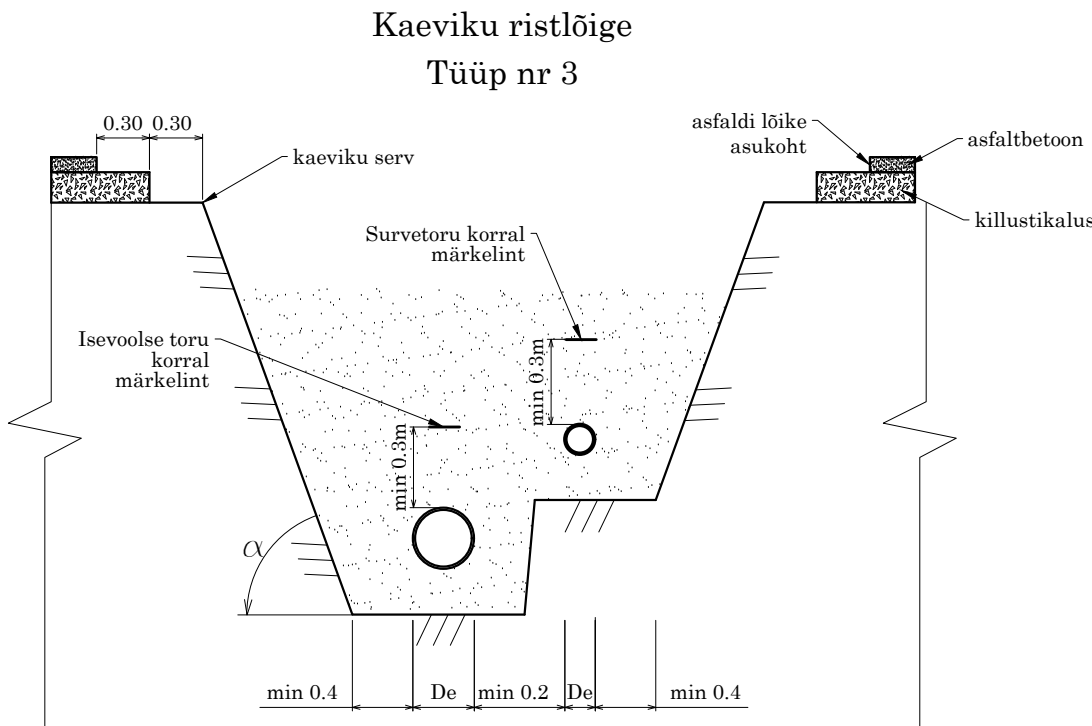 Kaeviku ristlõige
Tüüp nr 3
0.30 0.30
kaeviku serv
asfaldi lõike
asukoht
asfaltbetoon
killustikalus
Survetoru korral
märkelint
min 0.3m
Isevoolse toru
korral
märkelint
min 0.3m
α
min 0.4 De min 0.2 De min 0.4